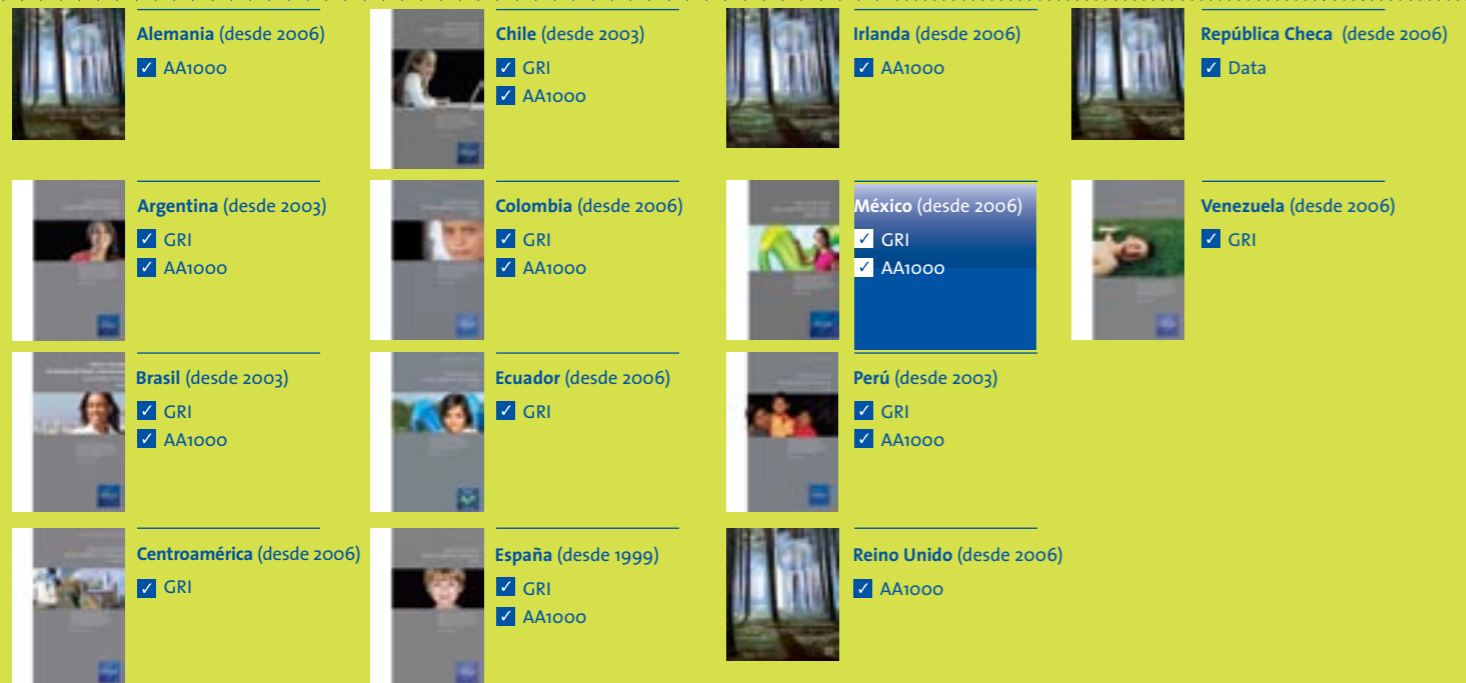 Alemania (desde 2006)
✓ AA1000
Chile (desde 2003)
✓ GRI
✓ AA1000
Irlanda (desde 2006)
✓ AA1000
República Checa (desde 2006)
✓ Data
Argentina (desde 2003)
✓ GRI
✓ AA1000
Colombia (desde 2006)
✓ GRI
✓ AA1000
México (desde 2006)
✓ GRI
✓ AA1000
Venezuela (desde 2006)
✓ GRI
Brasil (desde 2003)
✓ GRI
✓ AA1000
Ecuador (desde 2006)
✓ GRI
Perú (desde 2003)
✓ GRI
✓ AA1000
Centroamérica (desde 2006)
✓ GRI
España (desde 1999)
✓ GRI
✓ AA1000
Reino Unido (desde 2006)
✓ AA1000